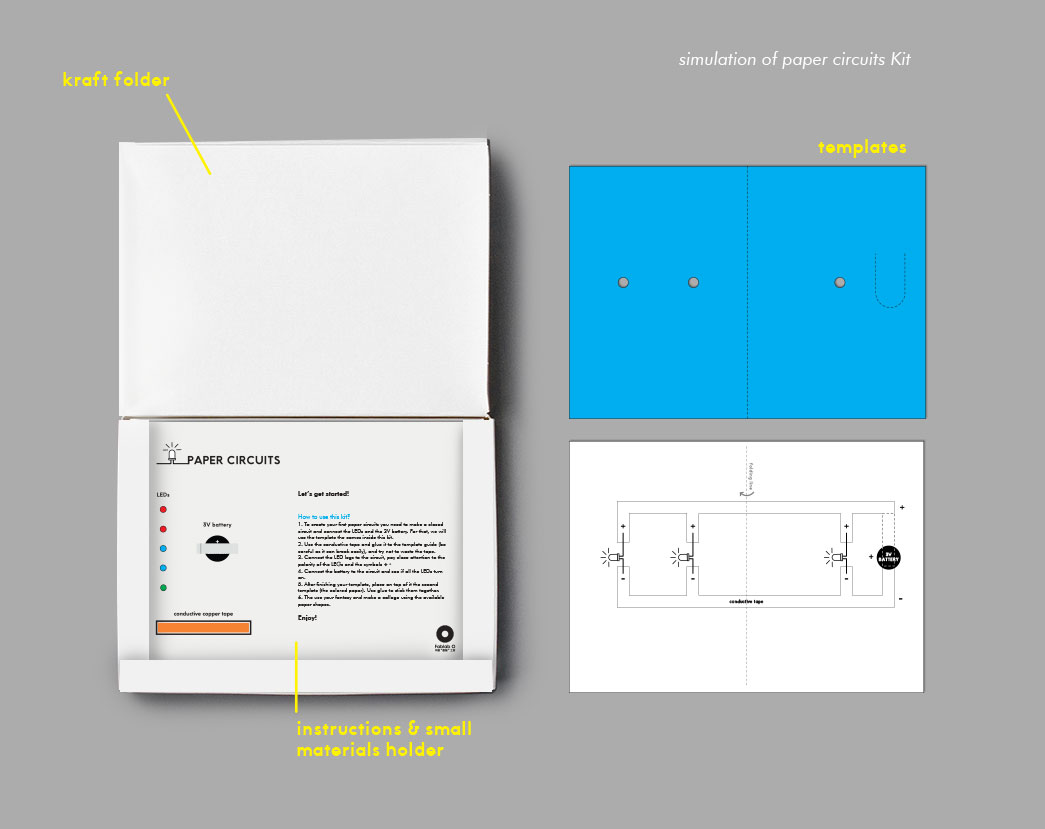 simulation of paper circuits Kit
kraft folder
templates
PAPER CIRCUITS
LEDs
3V battery
+
conductive copper tape
Let's get started!
How to use this kit?
1. To create your first paper circuits you need to make a closed
circuit and connect the LEDs and the 3V battery. For that, we will
use the template the comes inside this kit.
2. Use the conductive tape and glue it to the template guide (be
careful as it can break easily), and try not to waste the tape.
3. Connect the LED legs to the circuit, pay close attention to the
polarity of the LEDs and the symbols + -
4. Connect the battery to the circuit and see if all the LEDs turn
on.
5. After finishing your template, place on top of it the second
template (the colored paper). Use glue to stick them together
6. The use your fantasy and make a collage using the available
paper shapes.
Enjoy!
Fablab O
folding line
+
+
+
+
+
3V
BATTERY
-
-
-
-
conductive tape
instructions & small
materials holder